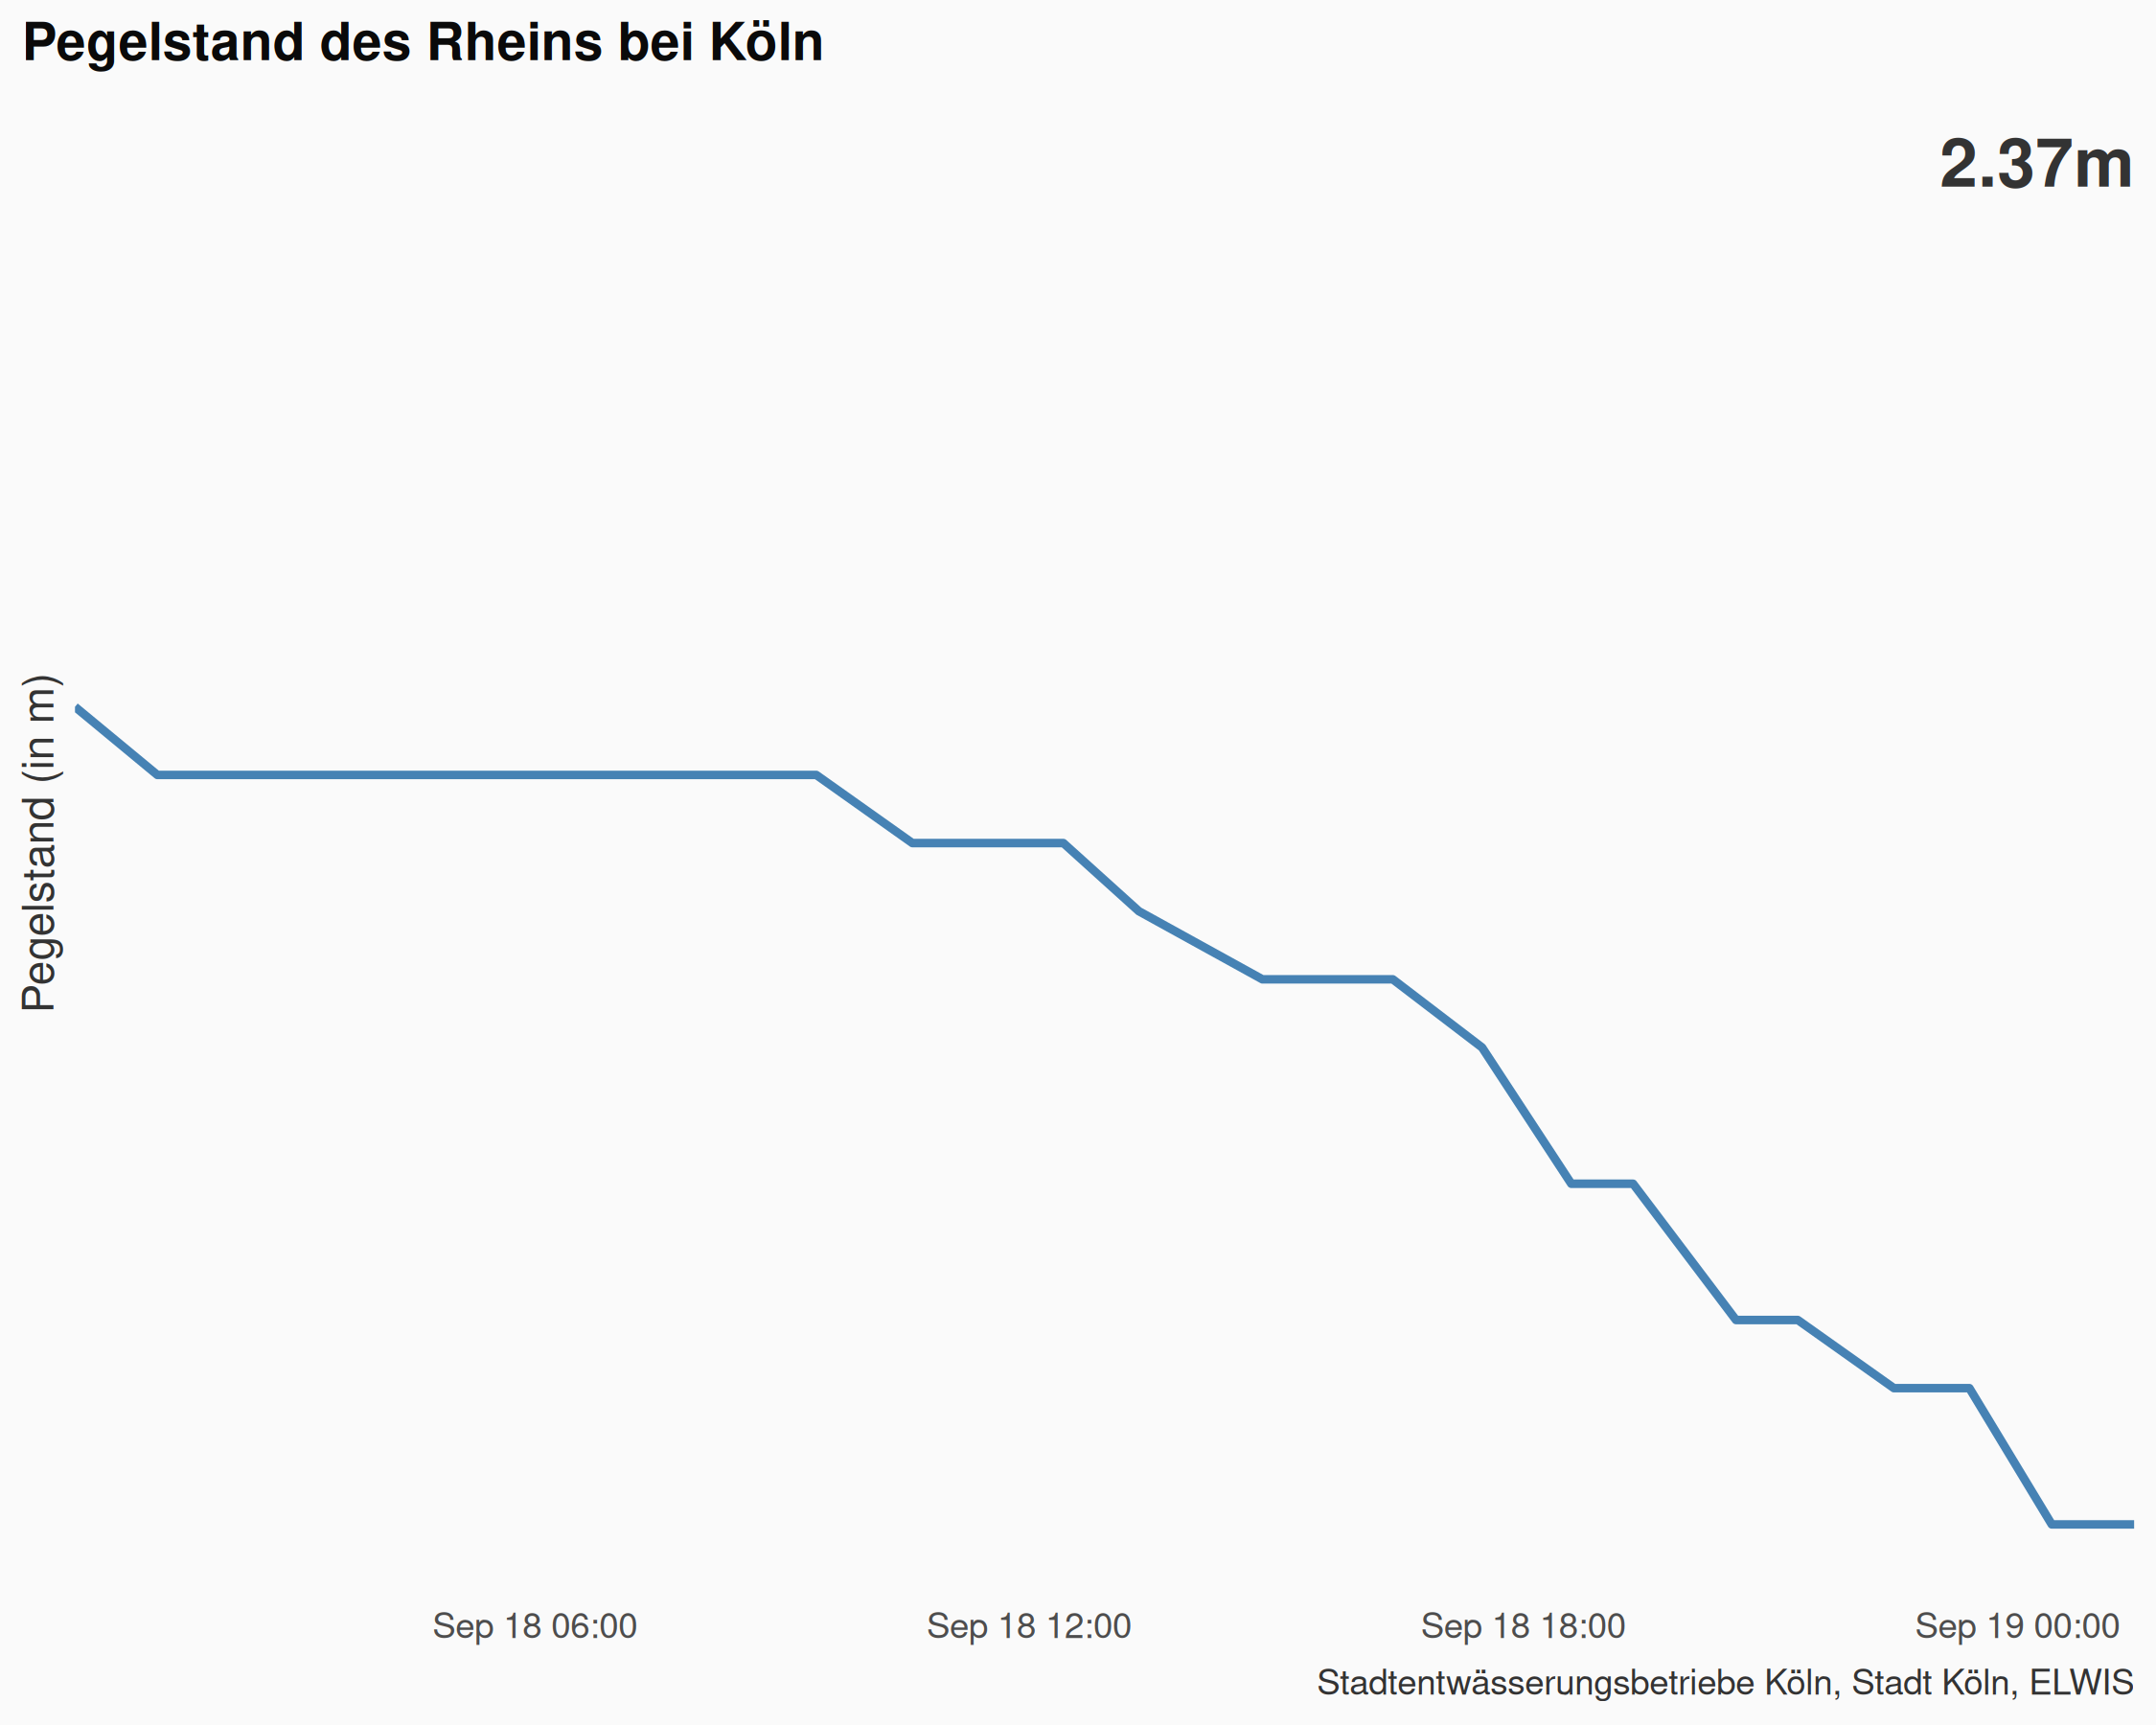 Pegelstand des Rheins bei Köln
2.37m
Pegelstand (in m)
Sep 18 06:00
Sep 18 12:00
Sep 18 18:00
Sep 19 00:00
Stadtentwässerungsbetriebe Köln, Stadt Köln, ELWIS